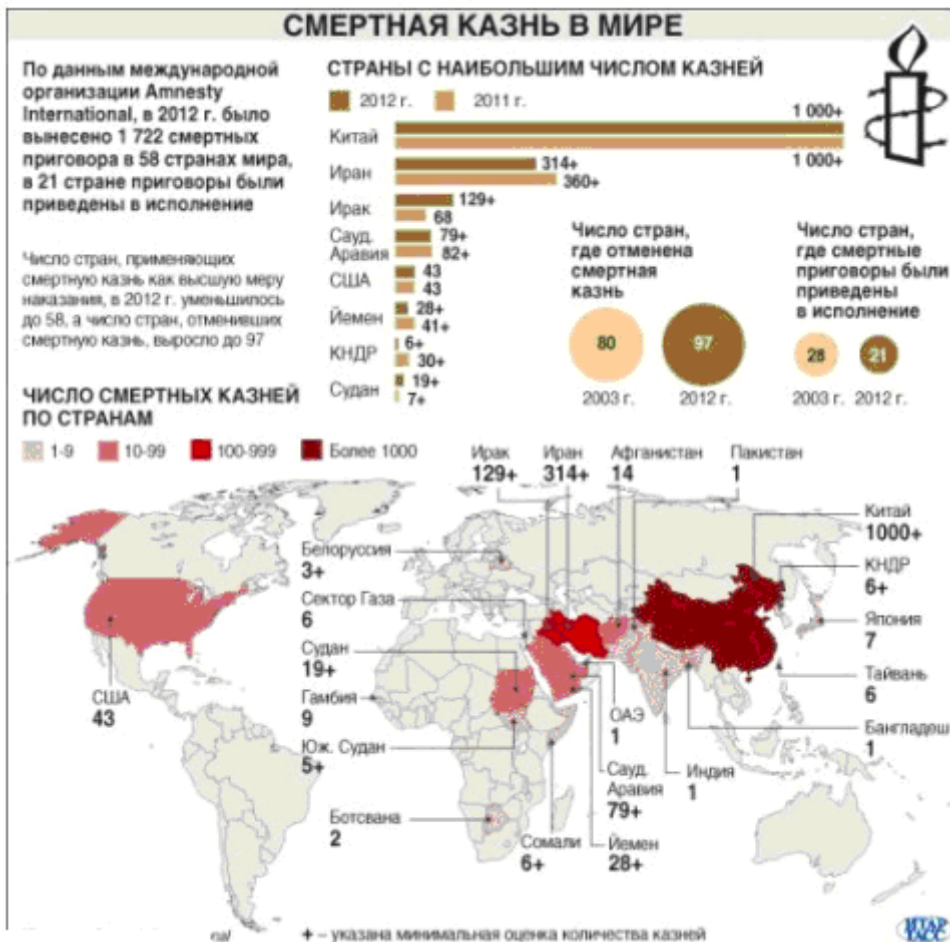 СМЕРТНАЯ КАЗНЬ В МИРЕ
По данным международной
организации Amnesty
International, в 2012 г. было
вынесено 1 722 смертных
приговора в 58 странах мира,
в 21 стране приговоры были
приведены в исполнение
Число стран, применяющих
смертную казнь как высшую меру
наказания, в 2012 г. уменьшилось
до 58, а число стран, отменивших
смертную казнь, выросло до 97
СТРАНЫ С НАИБОЛЬШИМ ЧИСЛОМ КАЗНЕЙ
2012 г. 2011 г.
Китай
1 000+
1 000+
Иран
314+
360+
Ирак
129+
68
Сауд.
Аравия
79+
82+
США
43
43
Йемен
28+
41+
КНДР
6+
30+
Судан
19+
7+
Число стран,
где отменена
смертная
казнь
80
97
2003 г. 2012 г.
Число стран,
где смертные
приговоры были
приведены
в исполнение
28
21
2003 г. 2012 г.
ЧИСЛО СМЕРТНЫХ КАЗНЕЙ
ПО СТРАНАМ
1-9 10-99 100-999 Более 1000
Ирак
129+
Иран
314+
Афганистан
14
Пакистан
1
Китай
1000+
КНДР
6+
Япония
7
Тайвань
6
Бангладеш
1
Белоруссия
3+
Сектор Газа
6
Судан
19+
Гамбия
9
Юж. Судан
5+
Ботсвана
2
США
43
ОАЭ
1
Сауд.
Аравия
79+
Индия
1
Сомали
6+
Йемен
28+
+ – указана минимальная оценка количества казней
ИТАР
ТАСС